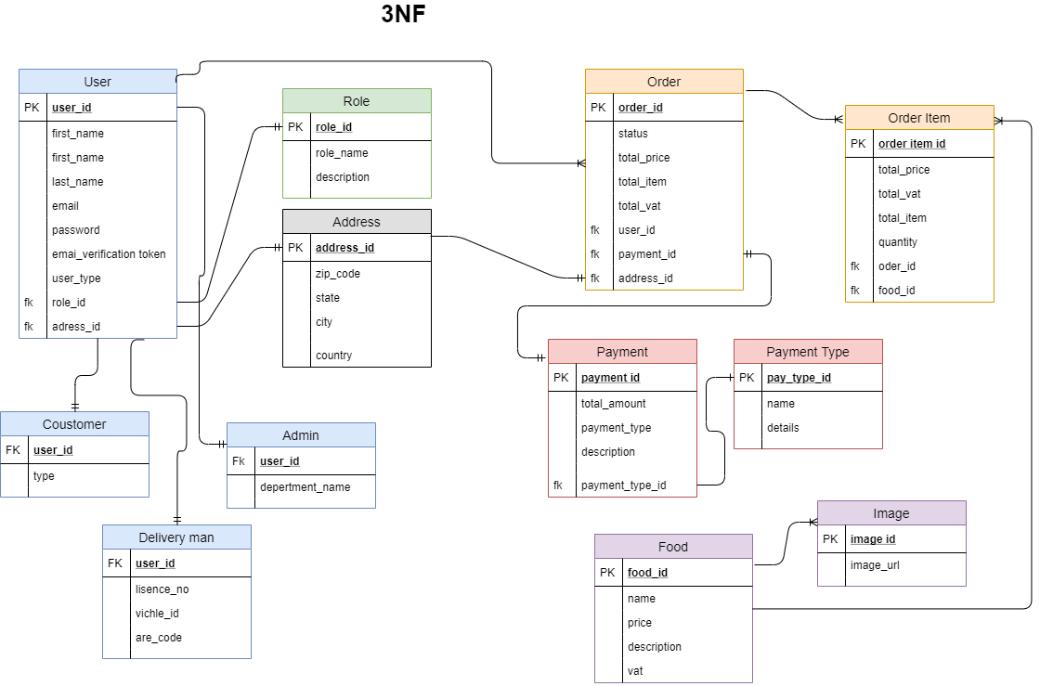 3NF
User
PK user_id
first_name
first_name
last_name
email
password
emai_verification token
user_type
fk role_id
fk adress_id
Role
PK role_id
role_name
description
Address
PK address_id
zip_code
state
city
country
Order
PK order_id
status
total_price
total_item
total_vat
fk user_id
fk payment_id
fk address_id
Order Item
PK order item id
total_price
total_vat
total_item
quantity
fk oder_id
fk food_id
Payment
PK payment id
total_amount
payment_type
description
fk payment_type_id
Payment Type
PK pay_type_id
name
details
Coustomer
FK user_id
type
Admin
Fk user_id
depertment_name
Delivery man
FK user_id
lisence_no
vichle_id
are_code
Food
PK food_id
name
price
description
vat
Image
PK image id
image_url